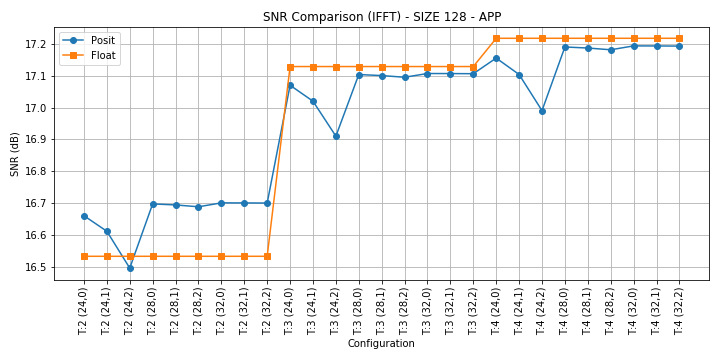 SNR Comparison (IFFT) - SIZE 128 - APP
Posit
Float
SNR (dB)
17.2
17.1
17.0
16.9
16.8
16.7
16.6
16.5
T:2 (24,0)
T:2 (24,1)
T:2 (24,2)
T:2 (28,0)
T:2 (28,1)
T:2 (28,2)
T:2 (32,0)
T:2 (32,1)
T:2 (32,2)
T:3 (24,0)
T:3 (24,1)
T:3 (24,2)
T:3 (28,0)
T:3 (28,1)
T:3 (28,2)
T:3 (32,0)
T:3 (32,1)
T:3 (32,2)
T:4 (24,0)
T:4 (24,1)
T:4 (24,2)
T:4 (28,0)
T:4 (28,1)
T:4 (28,2)
T:4 (32,0)
T:4 (32,1)
T:4 (32,2)
Configuration